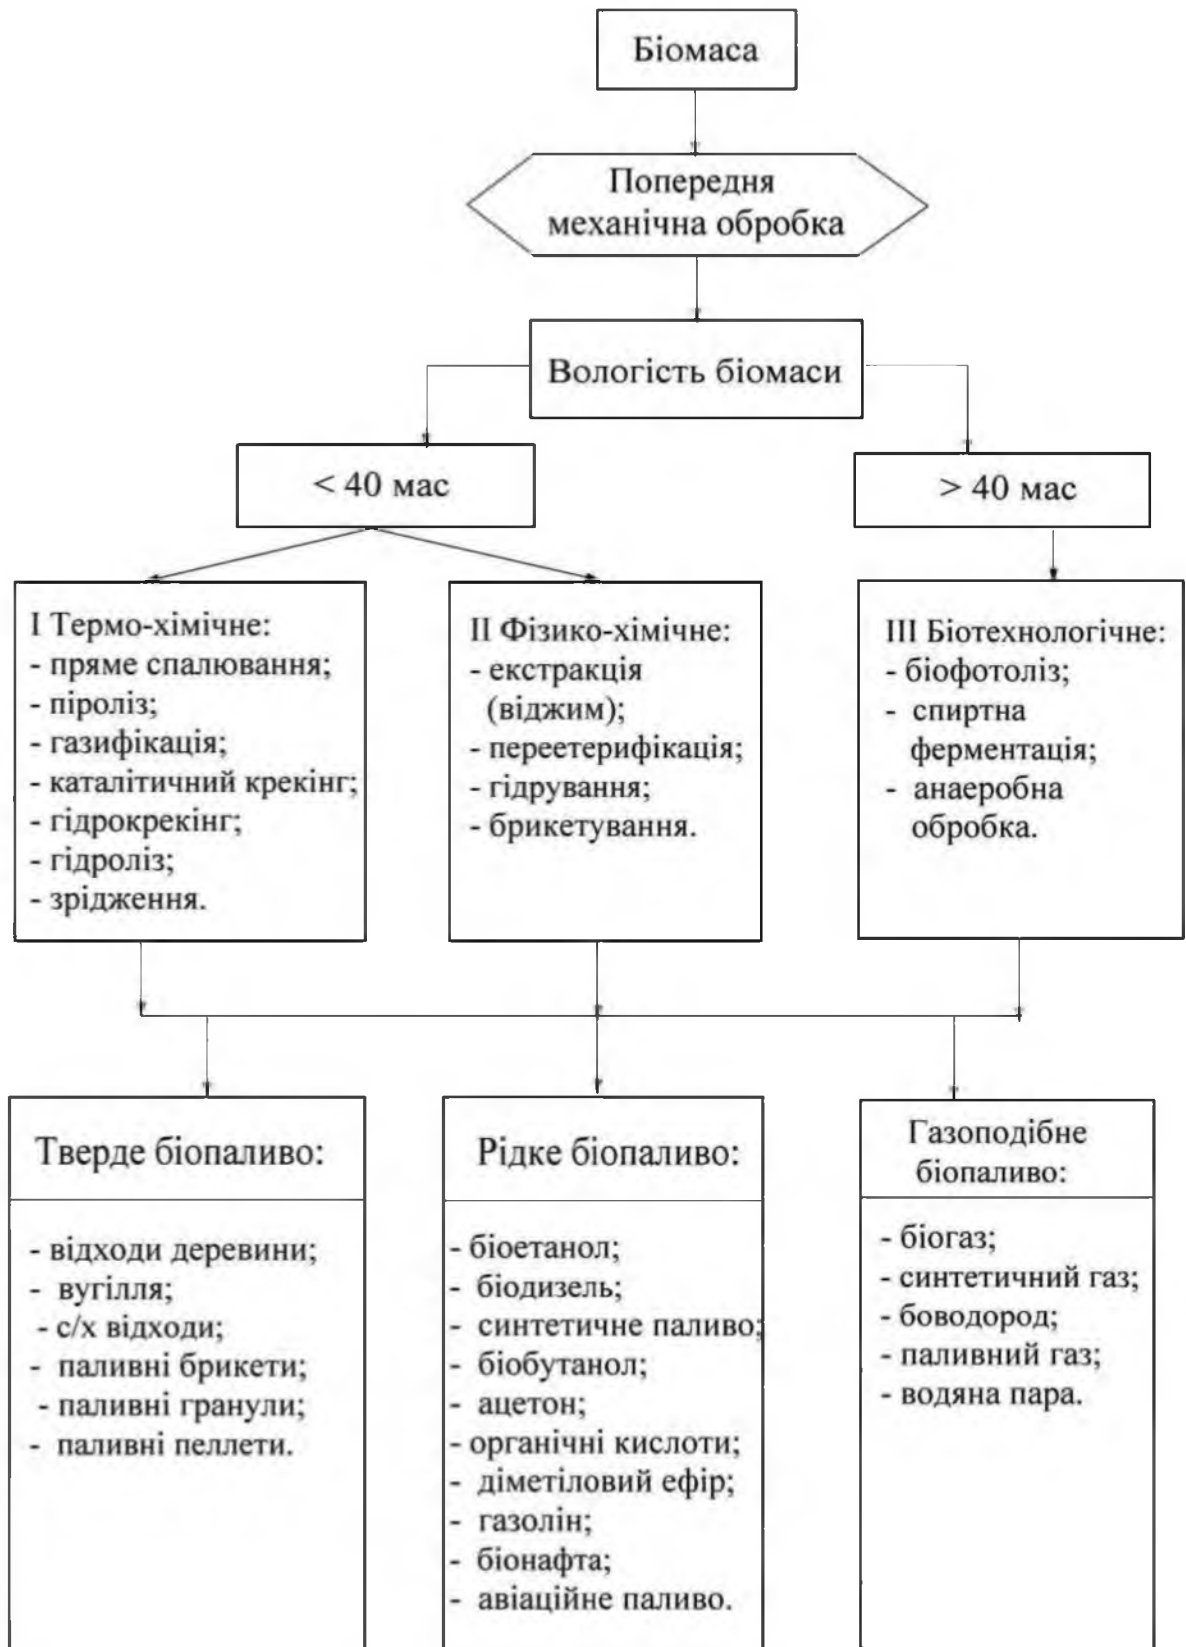 Біомаса
Попередня
механічна обробка
Вологість біомаси
< 40 мас
> 40 мас
І Термо-хімічне:
- пряме спалювання;
- піроліз;
- газифікація;
- каталітичний крекінг;
- гідрокрекінг;
- гідроліз;
- зрідження.
ІІ Фізико-хімічне:
- екстракція
(віджим);
- переетерифікація;
- гідрування;
- брикетування.
ІІІ Біотехнологічне:
- біофотоліз;
- спиртна
ферментація;
- анаеробна
обробка.
Тверде біопаливо:
- відходи деревини;
- вугілля;
- с/х відходи;
- паливні брикети;
- паливні гранули;
- паливні пеллети.
Рідке біопаливо:
- біоетанол;
- біодизель;
- синтетичне паливо;
- біобутанол;
- ацетон;
- органічні кислоти;
- діметіловий ефір;
- газолін;
- біонафта;
- авіаційне паливо.
Газоподібне
біопаливо:
- біогаз;
- синтетичний газ;
- боводород;
- паливний газ;
- водяна пара.